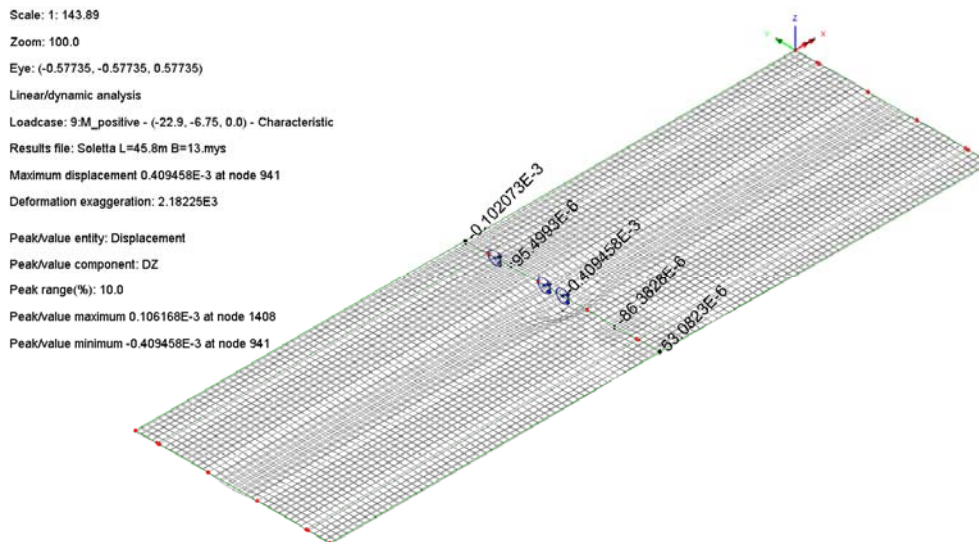 Scale: 1: 143.89
Zoom: 100.0
Eye: (-0.57735, -0.57735, 0.57735)
Linear/dynamic analysis
Loadcase: 9:M_positive - (-22.9, -6.75, 0.0) - Characteristic
Results file: Soletta L=45.8m B=13.mys
Maximum displacement 0.409458E-3 at node 941
Deformation exaggeration: 2.18225E3
Peak/value entity: Displacement
Peak/value component: DZ
Peak range(%): 10.0
Peak/value maximum 0.106168E-3 at node 1408
Peak/value minimum -0.409458E-3 at node 941
Z
Y
X
-0.102073E-3
-95.4993E-6
-0.409458E-3
-86.3828E-6
53.0823E-6